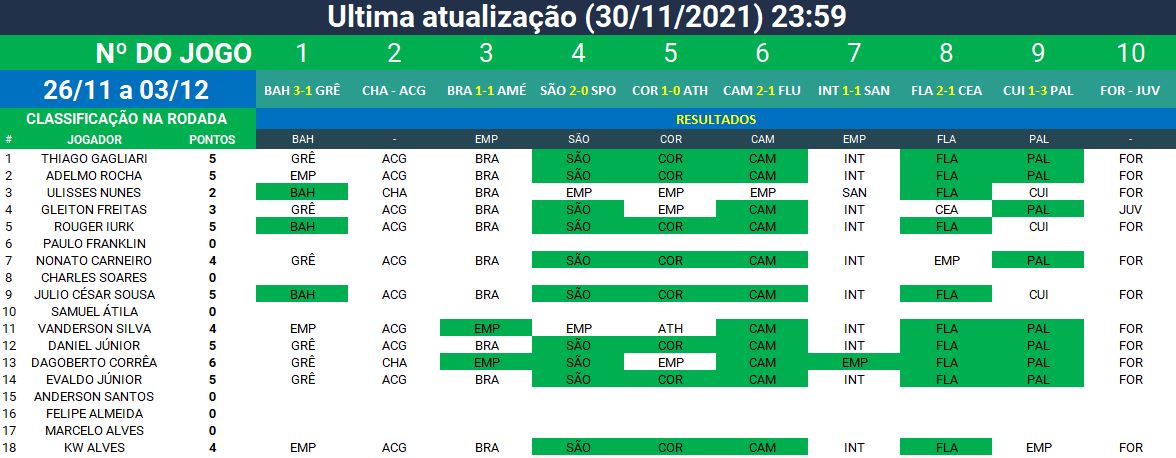 Ultima atualização (30/11/2021) 23:59
Nº DO JOGO 1 2 3 4 5 6 7 8 9 10
26/11 a 03/12 BAH 3-1 GRÊ CHA - ACG BRA 1-1 AMÉ SÃO 2-0 SPO COR 1-0 ATH CAM 2-1 FLU INT 1-1 SAN FLA 2-1 CEA CUI 1-3 PAL FOR - JUV
CLASSIFICAÇÃO NA RODADA RESULTADOS
# JOGADOR PONTOS BAH - EMP SÃO COR CAM EMP FLA PAL -
1 THIAGO GAGLIARI 5 GRÊ ACG BRA SÃO COR CAM INT FLA PAL FOR
2 ADELMO ROCHA 5 EMP ACG BRA SÃO COR CAM INT FLA PAL FOR
3 ULISSES NUNES 2 BAH CHA BRA EMP EMP EMP SAN FLA CUI FOR
4 GLEITON FREITAS 3 GRÊ ACG BRA SÃO EMP CAM INT CEA PAL JUV
5 ROUGER IURK 5 BAH ACG BRA SÃO COR CAM INT FLA CUI FOR
6 PAULO FRANKLIN 0
7 NONATO CARNEIRO 4 GRÊ ACG BRA SÃO COR CAM INT EMP PAL FOR
8 CHARLES SOARES 0
9 JULIO CÉSAR SOUSA 5 BAH ACG BRA SÃO COR CAM INT FLA CUI FOR
10 SAMUEL ÁTILA 0
11 VANDERSON SILVA 4 EMP ACG EMP EMP ATH CAM INT FLA PAL FOR
12 DANIEL JÚNIOR 5 GRÊ ACG BRA SÃO COR CAM INT FLA PAL FOR
13 DAGOBERTO CORRÊA 6 GRÊ CHA EMP SÃO EMP CAM EMP FLA PAL FOR
14 EVALDO JÚNIOR 5 GRÊ ACG BRA SÃO COR CAM INT FLA PAL FOR
15 ANDERSON SANTOS 0
16 FELIPE ALMEIDA 0
17 MARCELO ALVES 0
18 KW ALVES 4 EMP ACG BRA SÃO COR CAM INT FLA EMP FOR